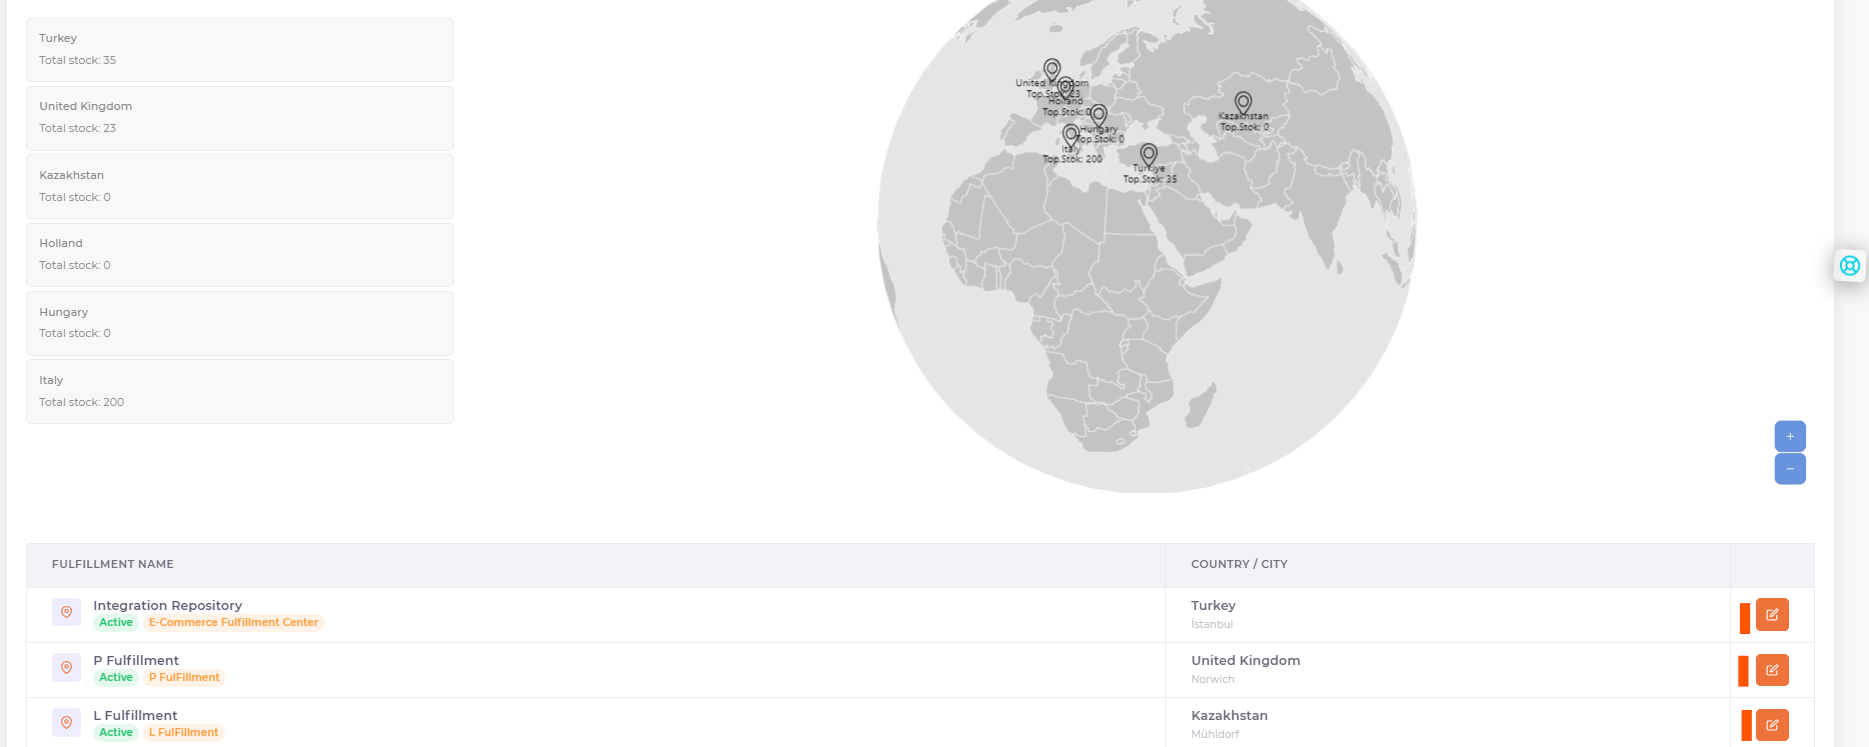 Turkey
Total stock: 35
United Kingdom
Total stock: 23
Kazakhstan
Total stock: 0
Holland
Total stock: 0
Hungary
Total stock: 0
Italy
Total stock: 200
United Kingdom
Top.Stok: 23
Holland
Top.Stok: 0
Hungary
Top.Stok: 0
Italy
Top.Stok: 200
Türkiye
Top.Stok: 35
Kazakhstan
Top.Stok: 0
+
−
FULFILLMENT NAME COUNTRY / CITY
Integration Repository Turkey
Active E-Commerce Fulfillment Center İstanbul
P Fulfillment United Kingdom
Active P FulFillment Norwich
L Fulfillment Kazakhstan
Active L FulFillment Mühldorf